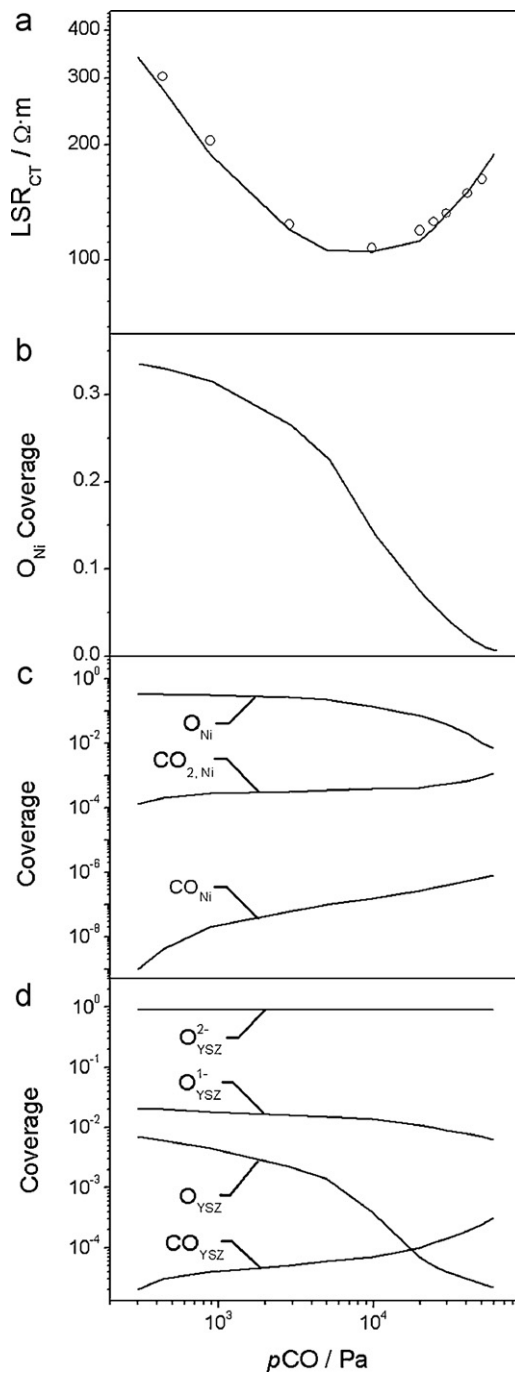 a
400
300
200
100
LSR_CT / Ω·m
b
0.3
0.2
0.1
0.0
O_Ni Coverage
c
10^0
10^-2
10^-4
10^-6
10^-8
Coverage
O_Ni
CO_2, Ni
CO_Ni
d
10^0
10^-1
10^-2
10^-3
10^-4
Coverage
O^2-_YSZ
O^1-_YSZ
O_YSZ
CO_YSZ
10^3
10^4
pCO / Pa